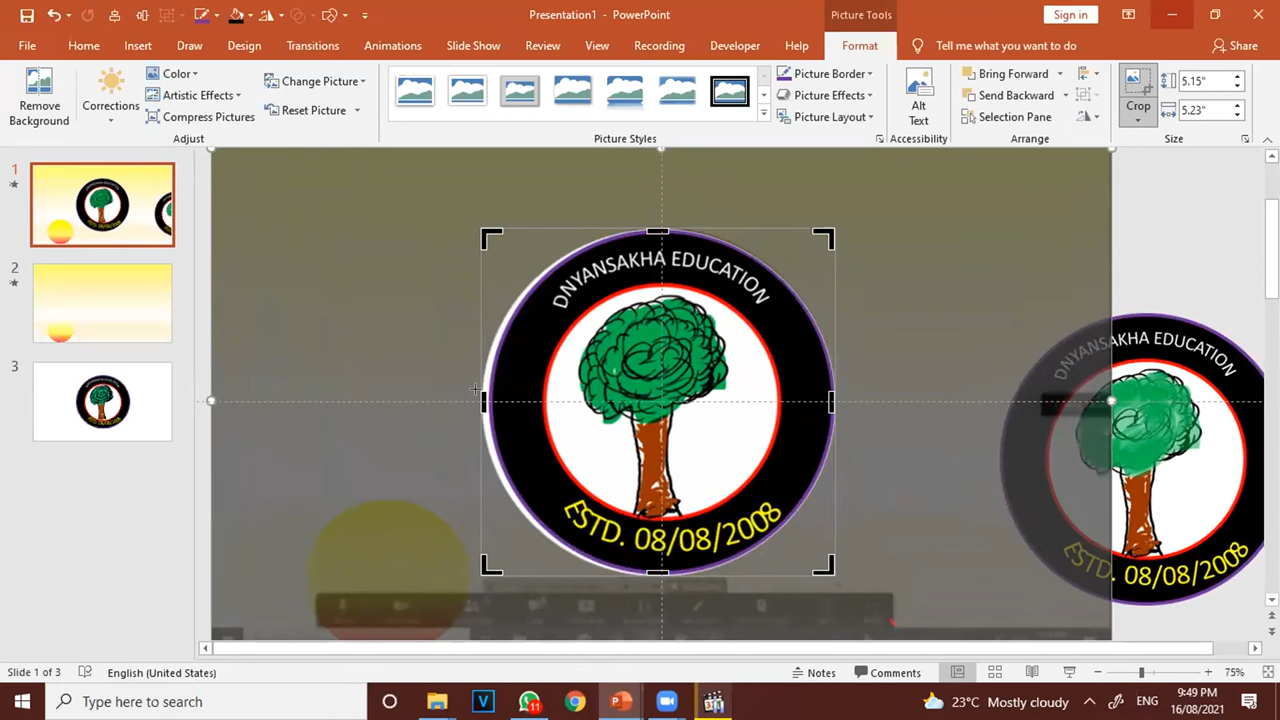 Presentation1 - PowerPoint
Picture Tools
Sign in
File
Home
Insert
Draw
Design
Transitions
Animations
Slide Show
Review
View
Recording
Developer
Help
Format
Tell me what you want to do
Share
Remove Background
Corrections
Color
Artistic Effects
Compress Pictures
Change Picture
Reset Picture
Adjust
Picture Styles
Picture Border
Picture Effects
Picture Layout
Alt Text
Accessibility
Bring Forward
Send Backward
Selection Pane
Arrange
Crop
5.15"
5.23"
Size
1
2
3
DNYANSAKHA EDUCATION
ESTD. 08/08/2008
DNYANSAKHA EDUCATION
ESTD. 08/08/2008
Slide 1 of 3
English (United States)
Notes
Comments
75%
Type here to search
11
23°C Mostly cloudy
ENG
9:49 PM
16/08/2021